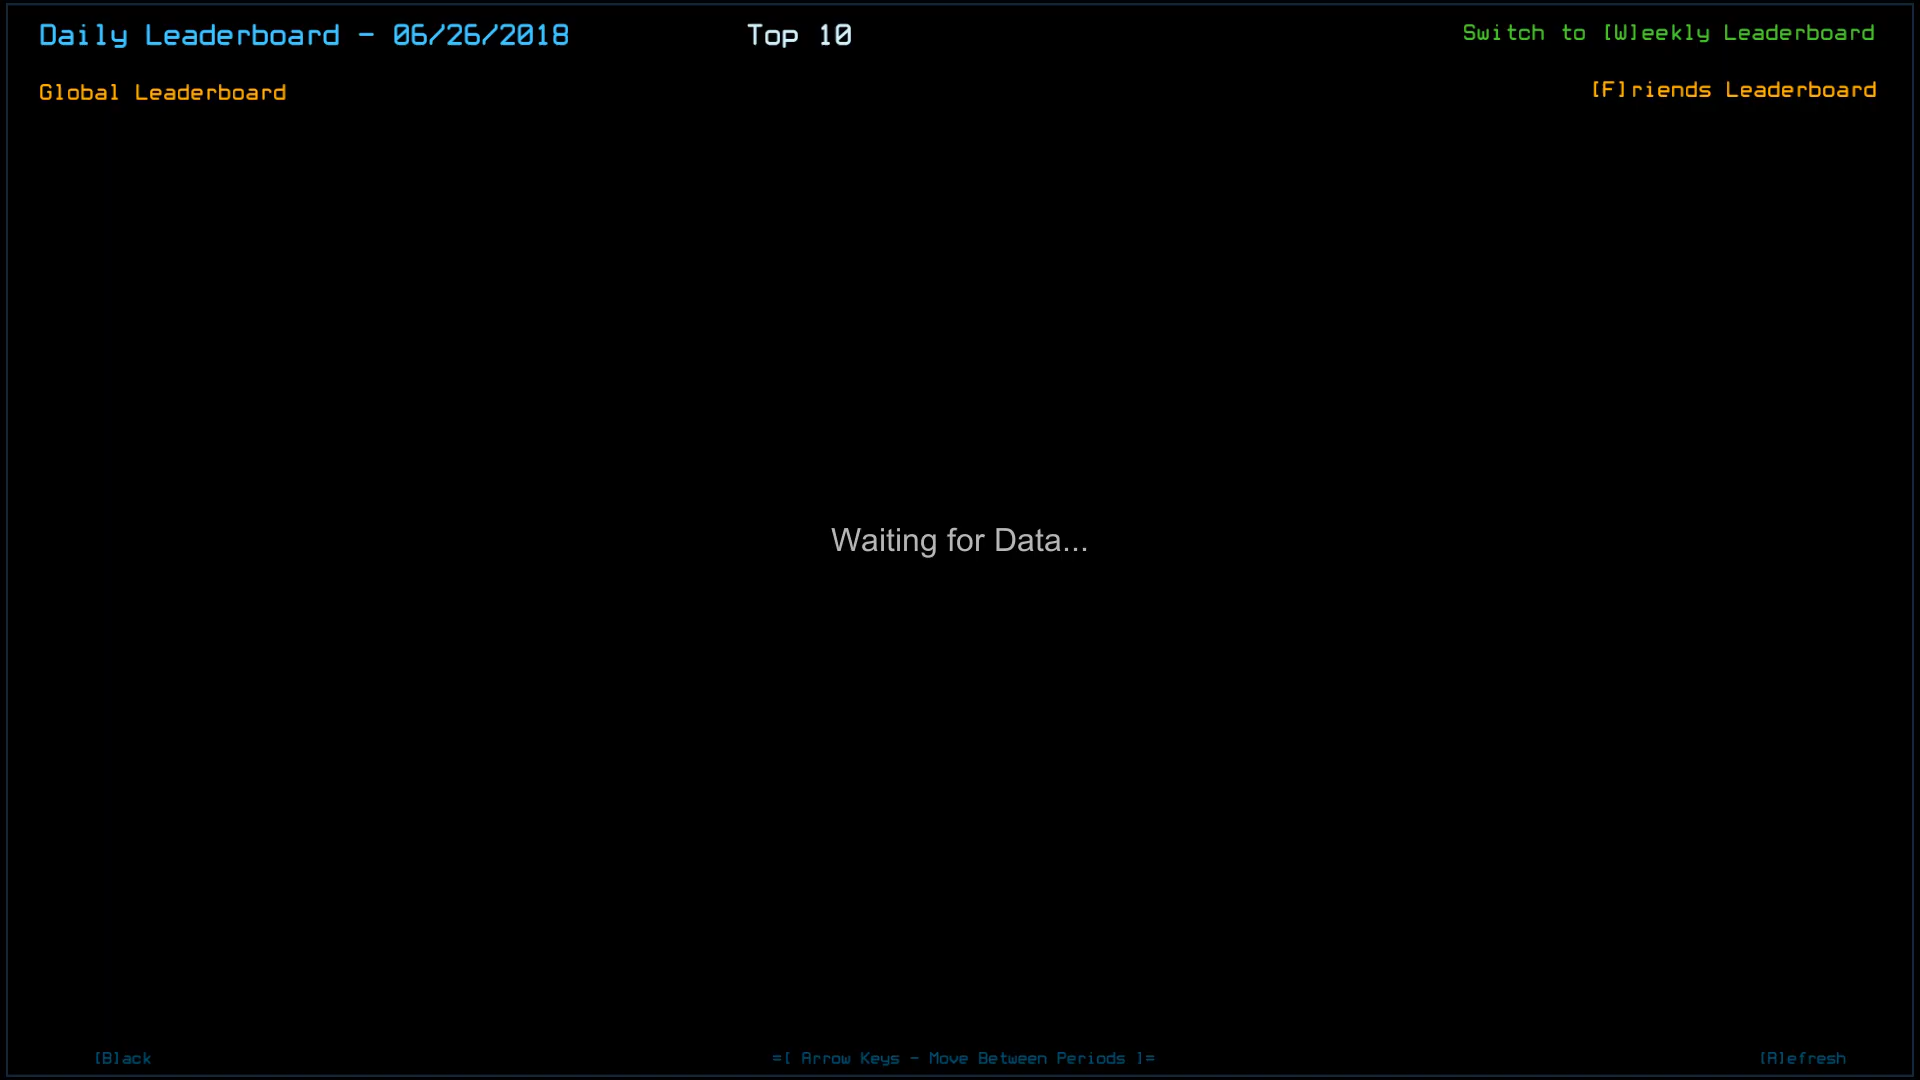 Daily Leaderboard - 06/26/2018
Top 10
Switch to [W]eekly Leaderboard
Global Leaderboard
[F]riends Leaderboard
Waiting for Data...
[B]ack
=[ Arrow Keys - Move Between Periods ]=
[R]efresh